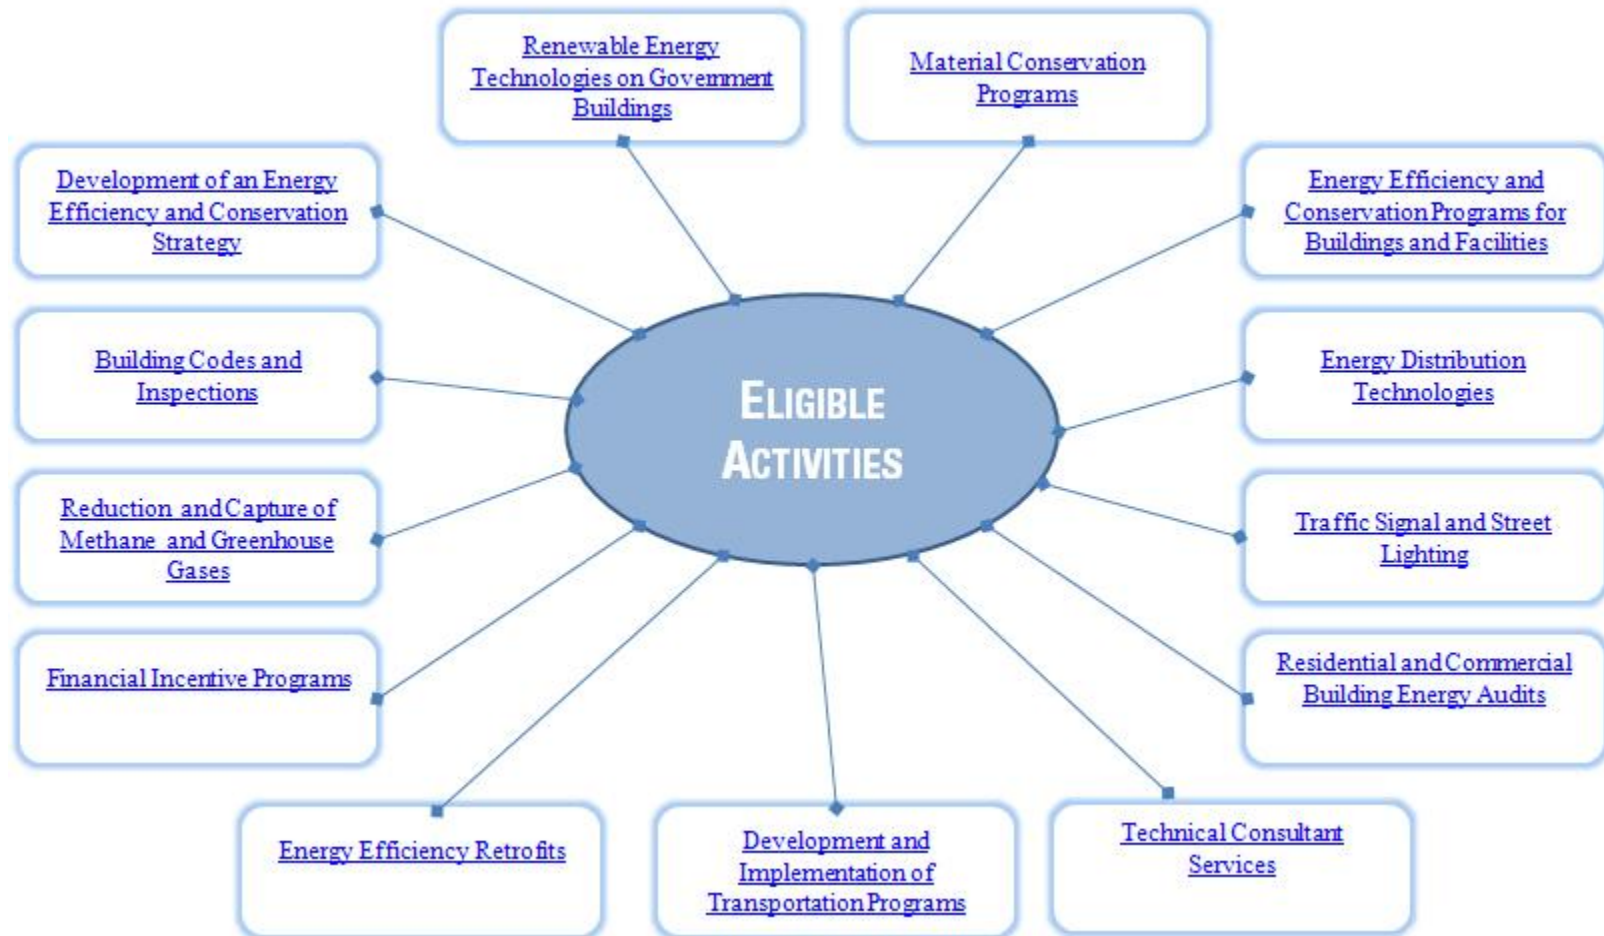 Renewable Energy
Technologies on Government
Buildings
Material Conservation
Programs
Development of an Energy
Efficiency and Conservation
Strategy
Energy Efficiency and
Conservation Programs for
Buildings and Facilities
Building Codes and
Inspections
Energy Distribution
Technologies
ELIGIBLE
ACTIVITIES
Reduction and Capture of
Methane and Greenhouse
Gases
Traffic Signal and Street
Lighting
Financial Incentive Programs
Residential and Commercial
Building Energy Audits
Energy Efficiency Retrofits
Development and
Implementation of
Transportation Programs
Technical Consultant
Services